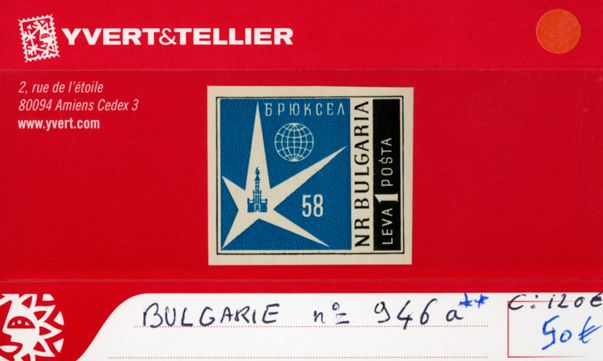 YVERT&TELLIER
2, rue de l'étoile
80094 Amiens Cedex 3
www.yvert.com
БРЮКСЕЛ
58
NR BULGARIA
LEVA 1 POŠTA
BULGARIE n° 946 a** C: 120€
50€